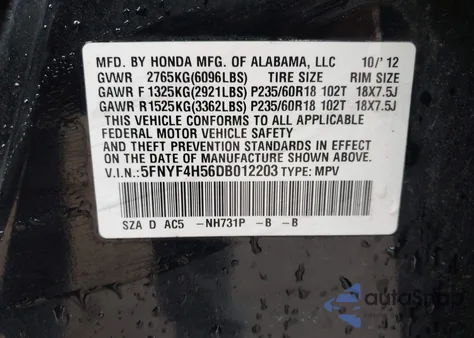 MFD. BY HONDA MFG. OF ALABAMA, LLC 10/'12
GVWR 2765KG(6096LBS) TIRE SIZE RIM SIZE
GAWR F 1325KG(2921LBS) P235/60R18 102T 18X7.5J
GAWR R 1525KG(3362LBS) P235/60R18 102T 18X7.5J
THIS VEHICLE CONFORMS TO ALL APPLICABLE
FEDERAL MOTOR VEHICLE SAFETY
AND THEFT PREVENTION STANDARDS IN EFFECT
ON THE DATE OF MANUFACTURE SHOWN ABOVE.
V.I.N.: 5FNYF4H56DB012203 TYPE: MPV
SZA D AC5 -NH731P -B -B
autoSnap